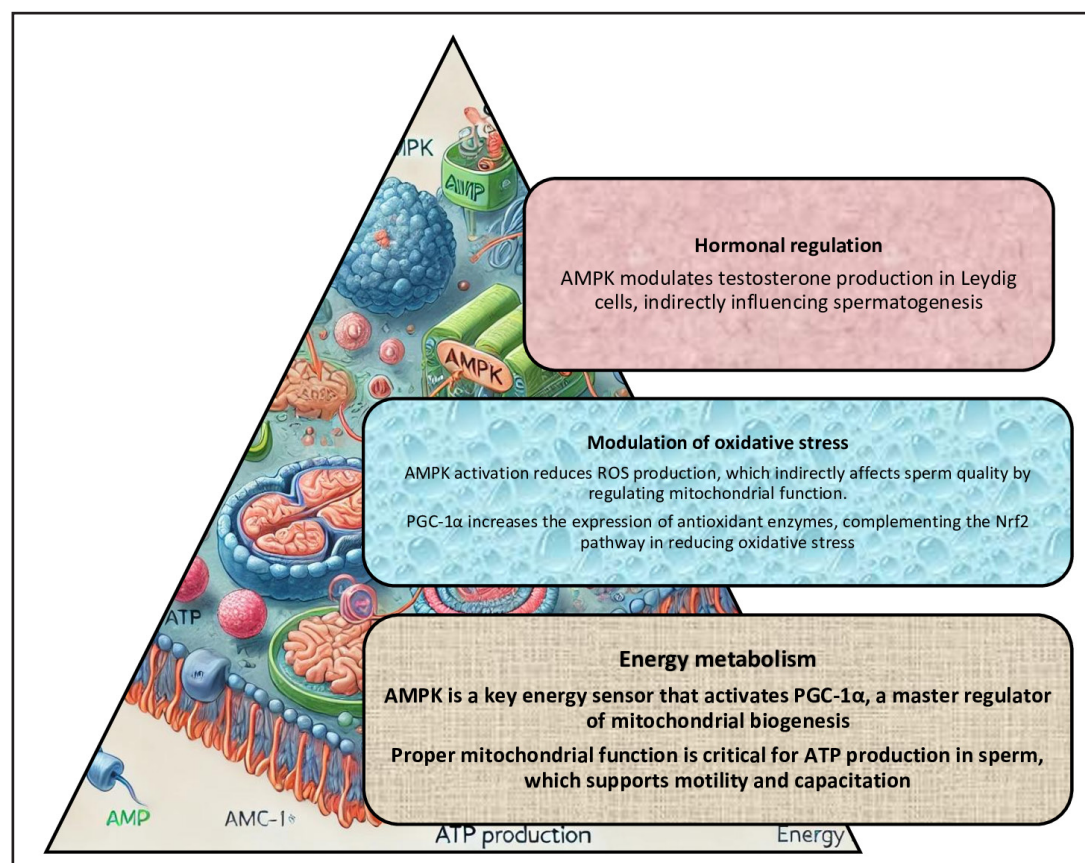 MPK
AMP
Hormonal regulation
AMPK modulates testosterone production in Leydig
cells, indirectly influencing spermatogenesis
AMPK
Modulation of oxidative stress
AMPK activation reduces ROS production, which indirectly affects sperm quality by
regulating mitochondrial function.
PGC-1α increases the expression of antioxidant enzymes, complementing the Nrf2
pathway in reducing oxidative stress
ATP
Energy metabolism
AMPK is a key energy sensor that activates PGC-1α, a master regulator
of mitochondrial biogenesis
Proper mitochondrial function is critical for ATP production in sperm,
which supports motility and capacitation
AMP
AMC-1
ATP production
Energy